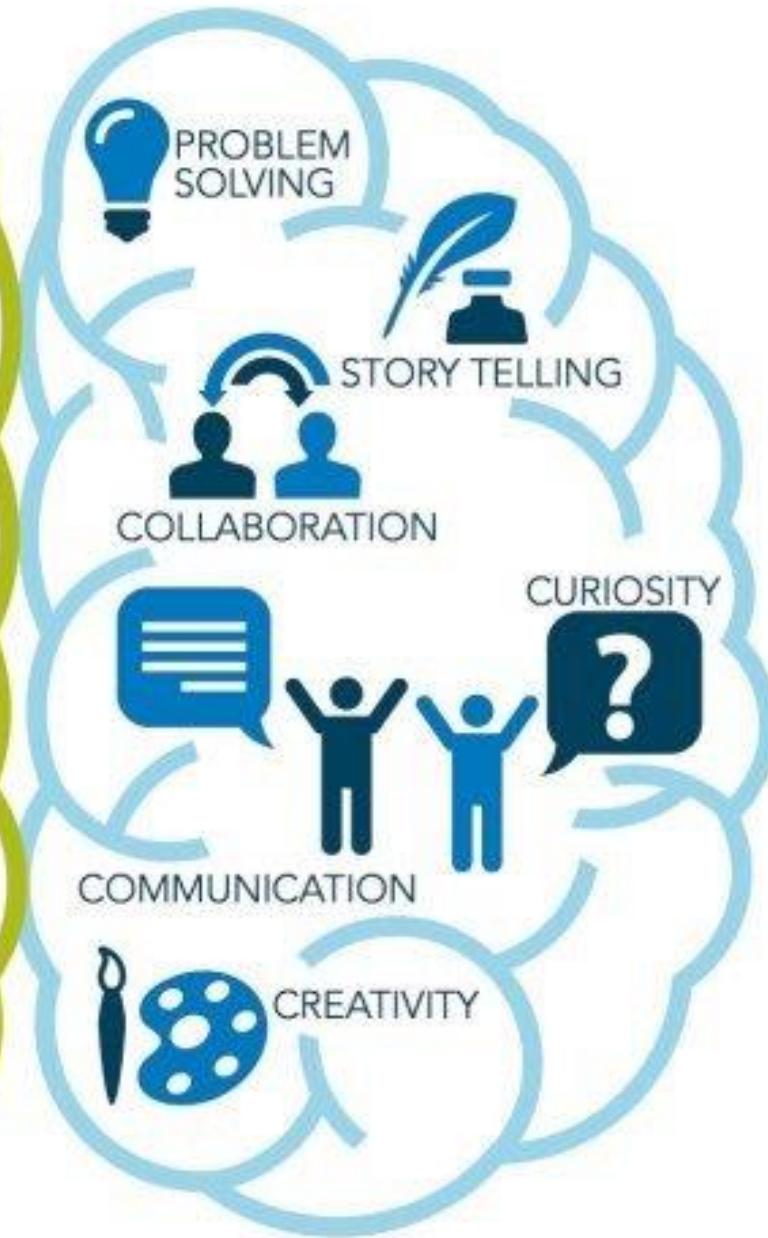 PROBLEM
SOLVING
STORY TELLING
COLLABORATION
CURIOSITY
?
COMMUNICATION
CREATIVITY